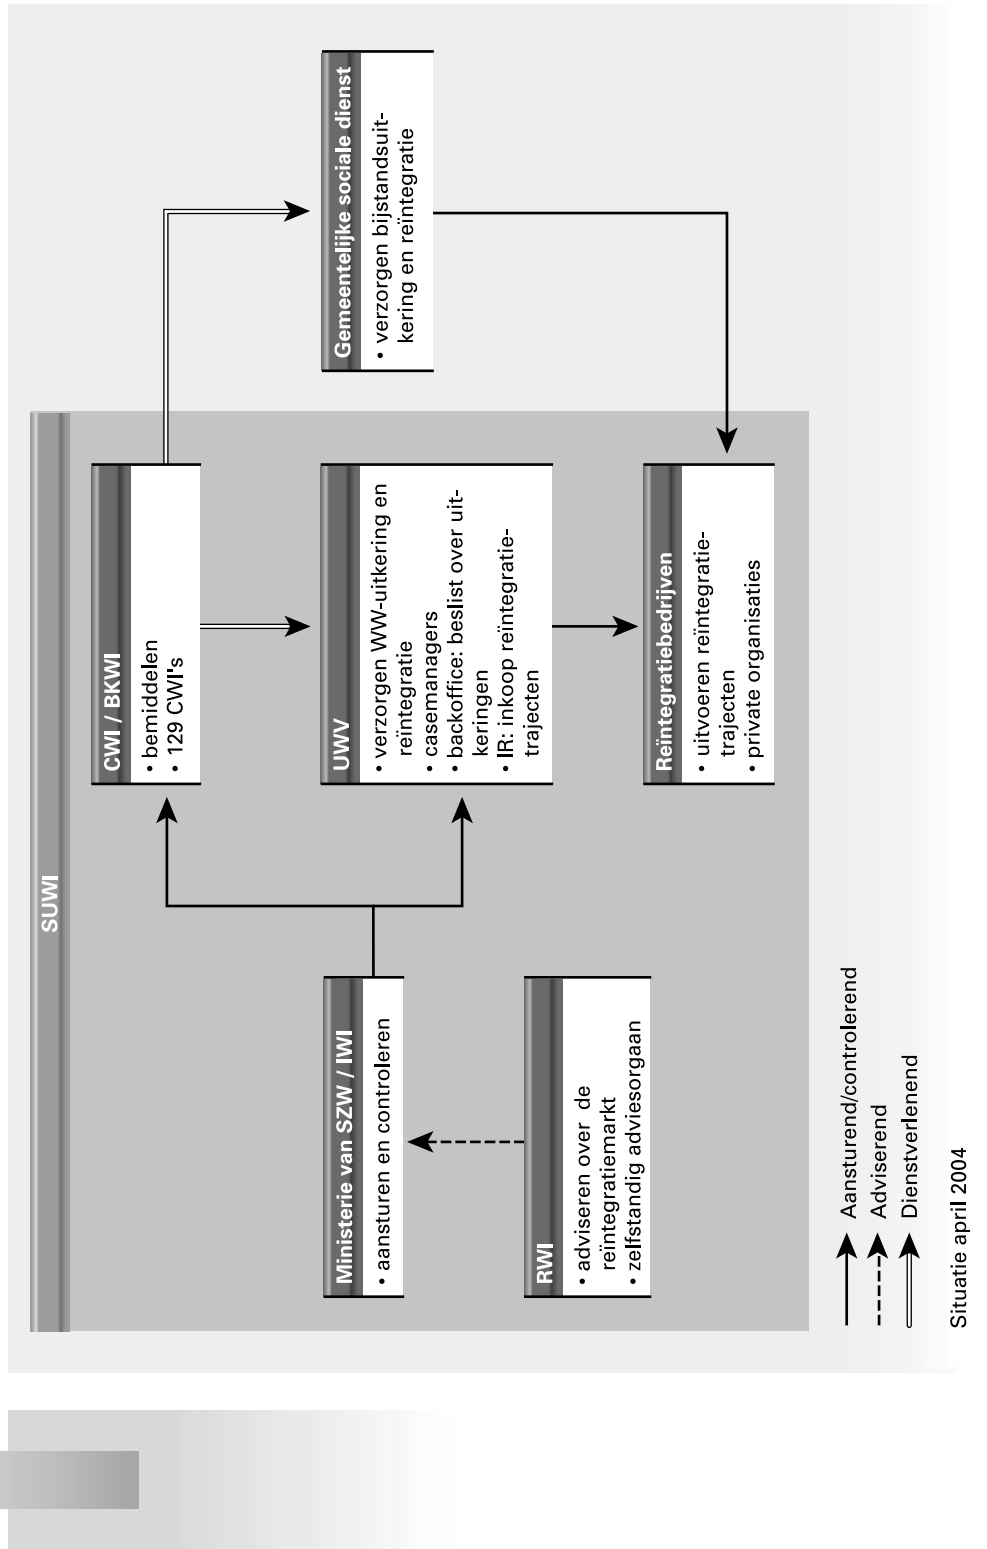 SUWI
Ministerie van SZW / IWI
• aansturen en controleren
RWI
• adviseren over de
reïntegratiemarkt
• zelfstandig adviesorgaan
CWI / BKWI
• bemiddelen
• 129 CWI's
UWV
• verzorgen WW-uitkering en
reïntegratie
• casemanagers
• backoffice: beslist over uit-
keringen
• IR: inkoop reïntegratie-
trajecten
Reïntegratiebedrijven
• uitvoeren reïntegratie-
trajecten
• private organisaties
Gemeentelijke sociale dienst
• verzorgen bijstandsuit-
kering en reïntegratie
Aansturend/controlerend
Adviserend
Dienstverlenend
Situatie april 2004